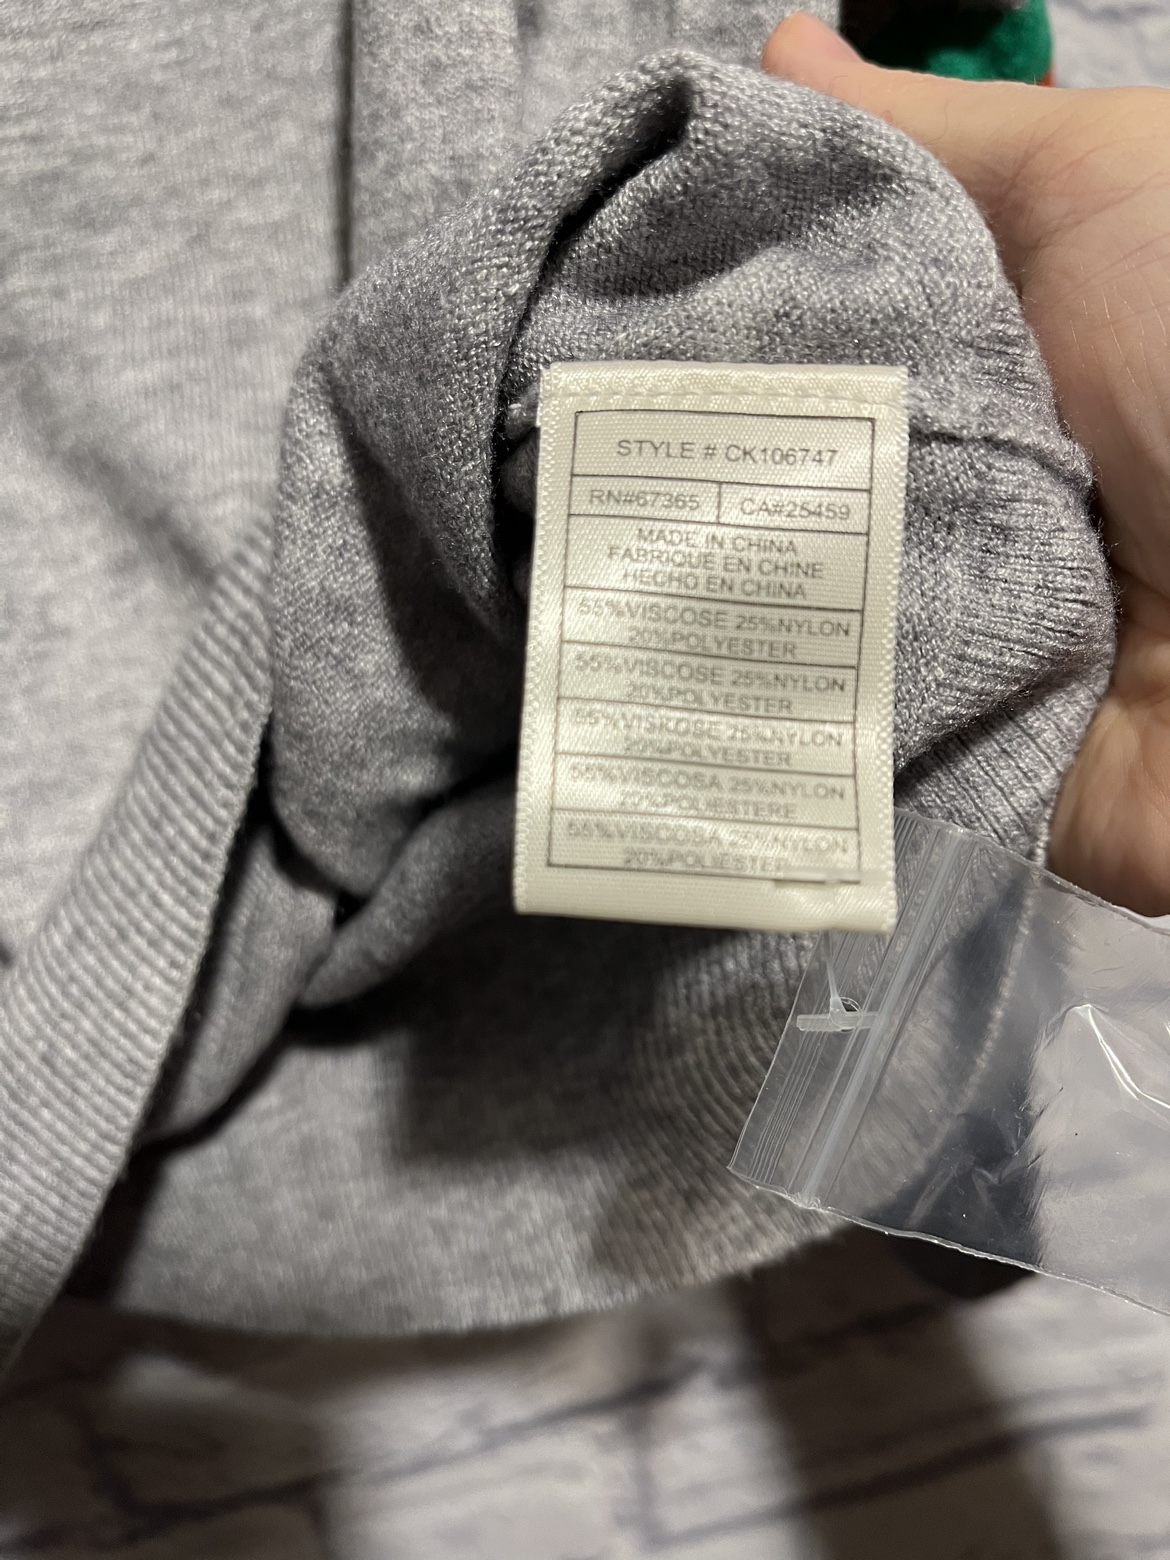 STYLE # CK106747
RN#67365 CA#25459
MADE IN CHINA
FABRIQUE EN CHINE
HECHO EN CHINA
55%VISCOSE 25%NYLON
20%POLYESTER
55%VISCOSE 25%NYLON
20%POLYESTER
55%VISKOSE 25%NYLON
20%POLYESTER
55%VISCOSA 25%NYLON
20%POLIESTERE
55%VISCOSA 25%NYLON
20%POLIESTER